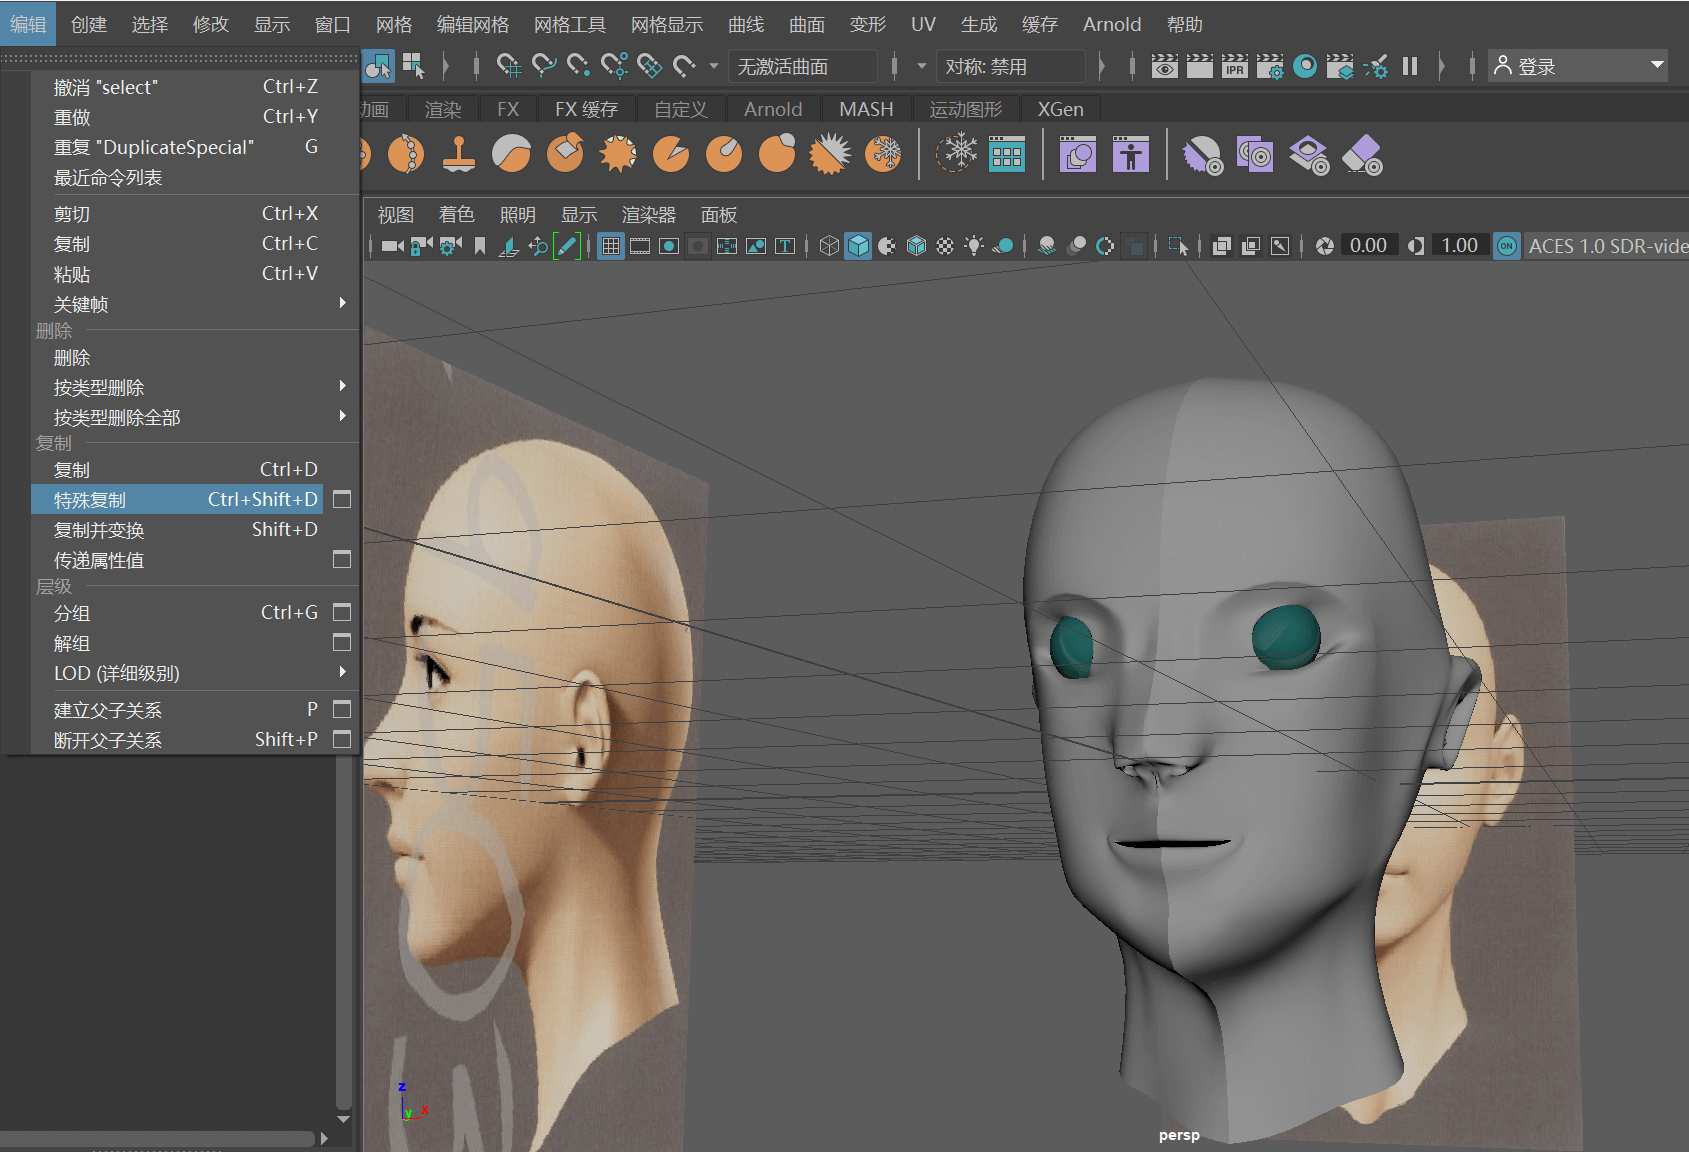 编辑 创建 选择 修改 显示 窗口 网格 编辑网格 网格工具 网格显示 曲线 曲面 变形 UV 生成 缓存 Arnold 帮助
无激活曲面 对称: 禁用 IPR 登录
动画 渲染 FX FX 缓存 自定义 Arnold MASH 运动图形 XGen
视图 着色 照明 显示 渲染器 面板
0.00 1.00 ON ACES 1.0 SDR-vide
撤消 "select" Ctrl+Z
重做 Ctrl+Y
重复 "DuplicateSpecial" G
最近命令列表
剪切 Ctrl+X
复制 Ctrl+C
粘贴 Ctrl+V
关键帧
删除
删除
按类型删除
按类型删除全部
复制
复制 Ctrl+D
特殊复制 Ctrl+Shift+D
复制并变换 Shift+D
传递属性值
层级
分组 Ctrl+G
解组
LOD (详细级别)
建立父子关系 P
断开父子关系 Shift+P
z
y x
persp